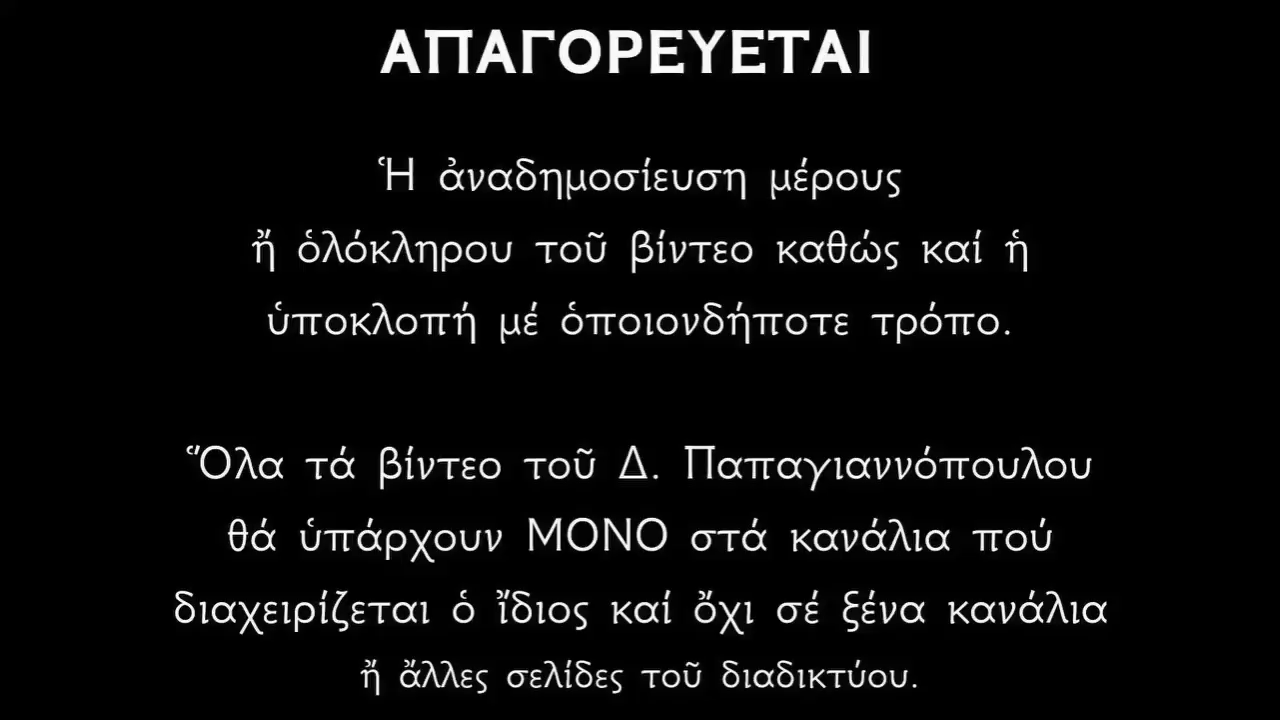 ΑΠΑΓΟΡΕΥΕΤΑΙ
Ἡ ἀναδημοσίευση μέρους
ἤ ὁλόκληρου τοῦ βίντεο καθώς καί ἡ
ὑποκλοπή μέ ὁποιονδήποτε τρόπο.
Ὅλα τά βίντεο τοῦ Δ. Παπαγιαννόπουλου
θά ὑπάρχουν ΜΟΝΟ στά κανάλια πού
διαχειρίζεται ὁ ἴδιος καί ὄχι σέ ξένα κανάλια
ἤ ἄλλες σελίδες τοῦ διαδικτύου.